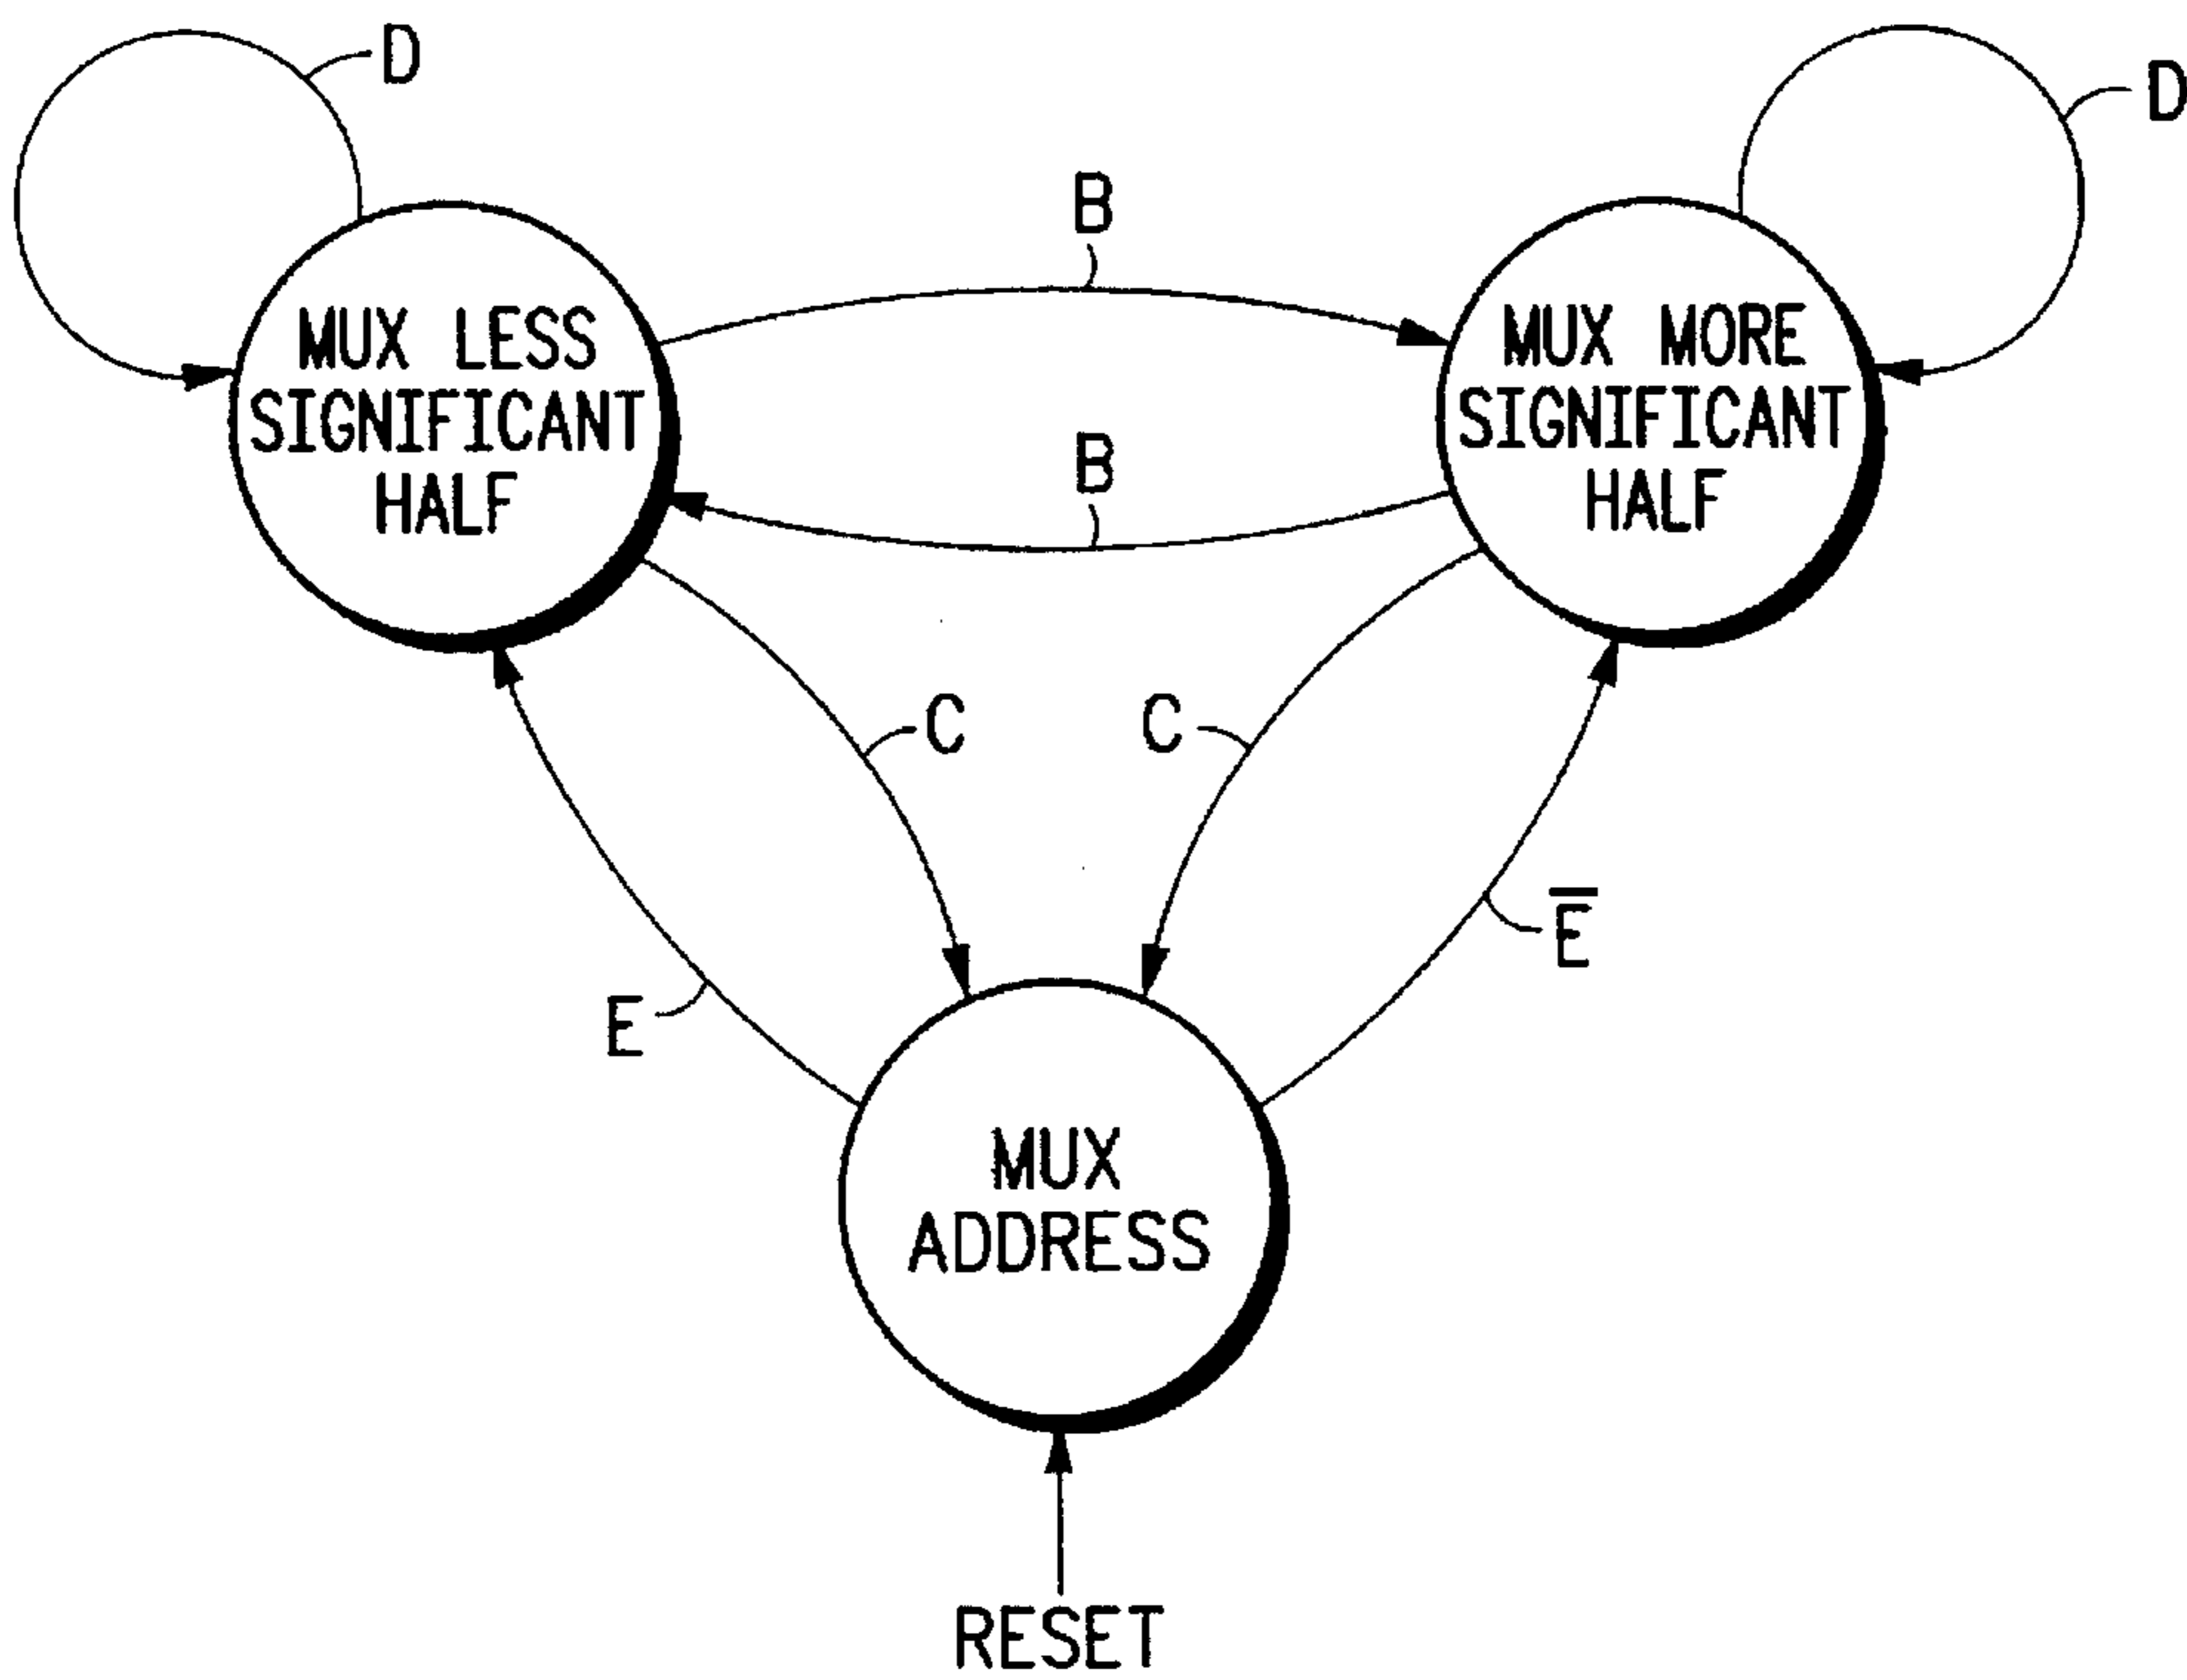 D
D
B
MUX LESS
SIGNIFICANT
HALF
MUX MORE
SIGNIFICANT
HALF
B
C
C
E̅
E
MUX
ADDRESS
RESET